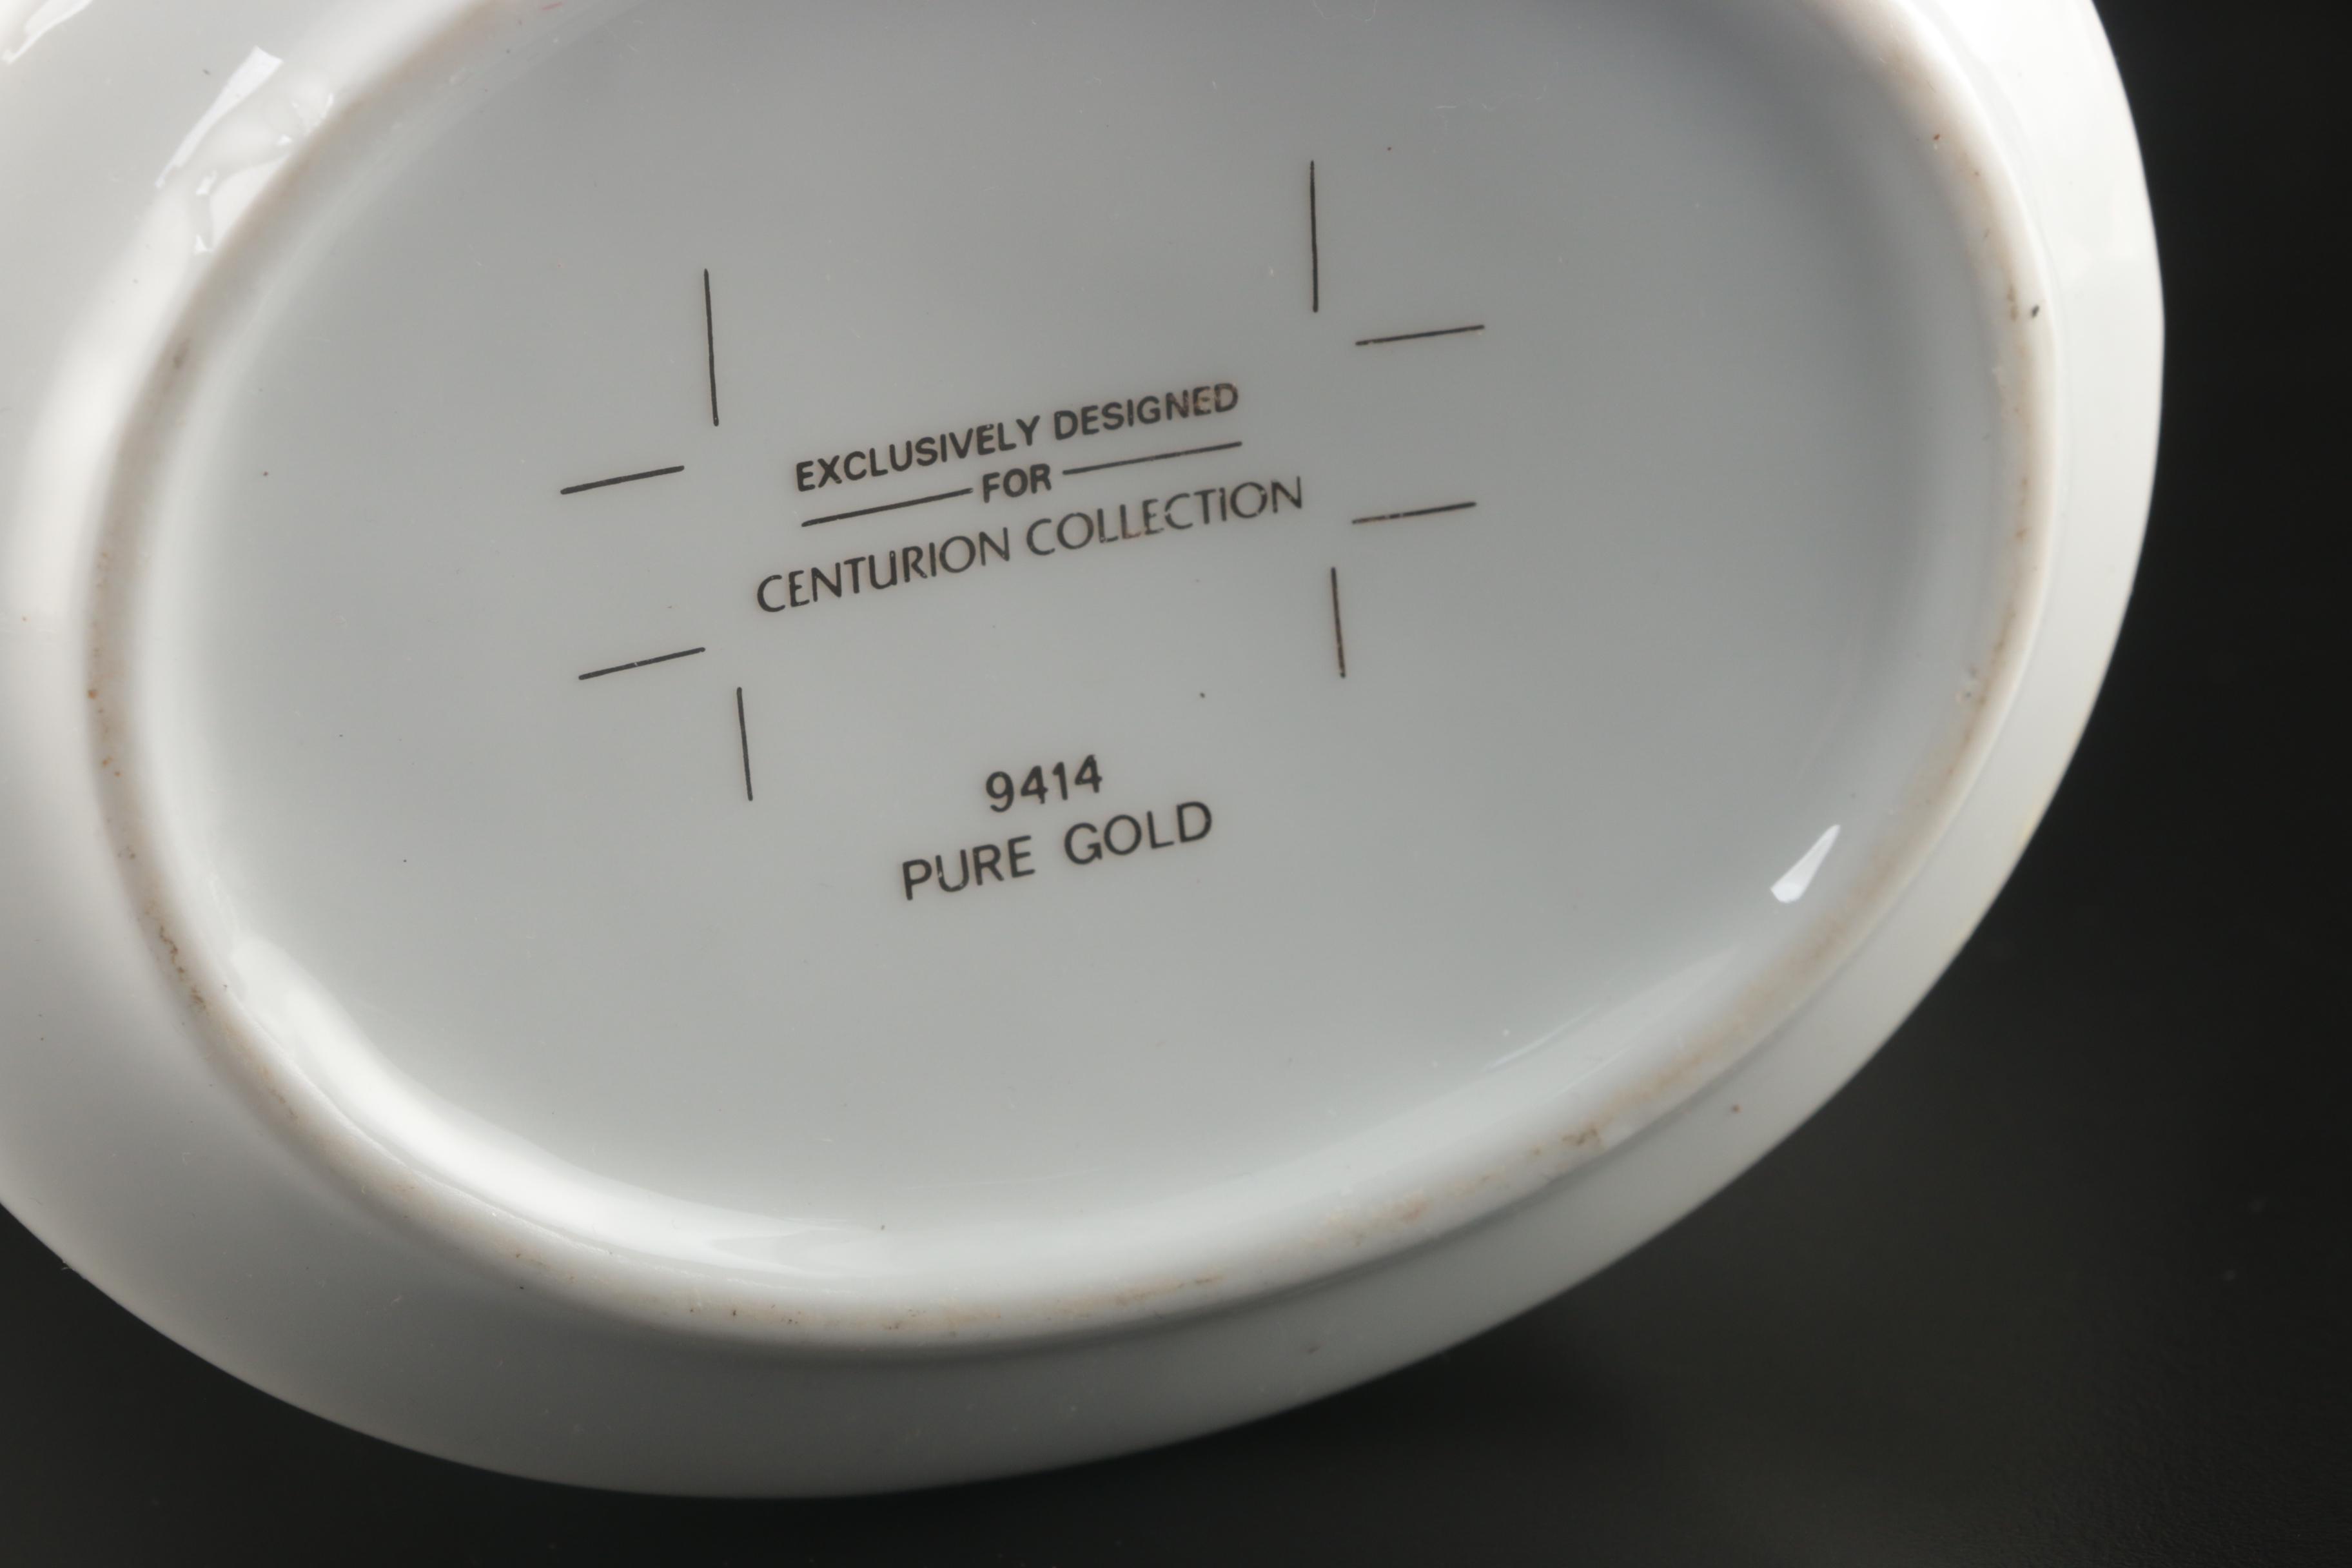 EXCLUSIVELY DESIGNED
FOR
CENTURION COLLECTION
9414
PURE GOLD